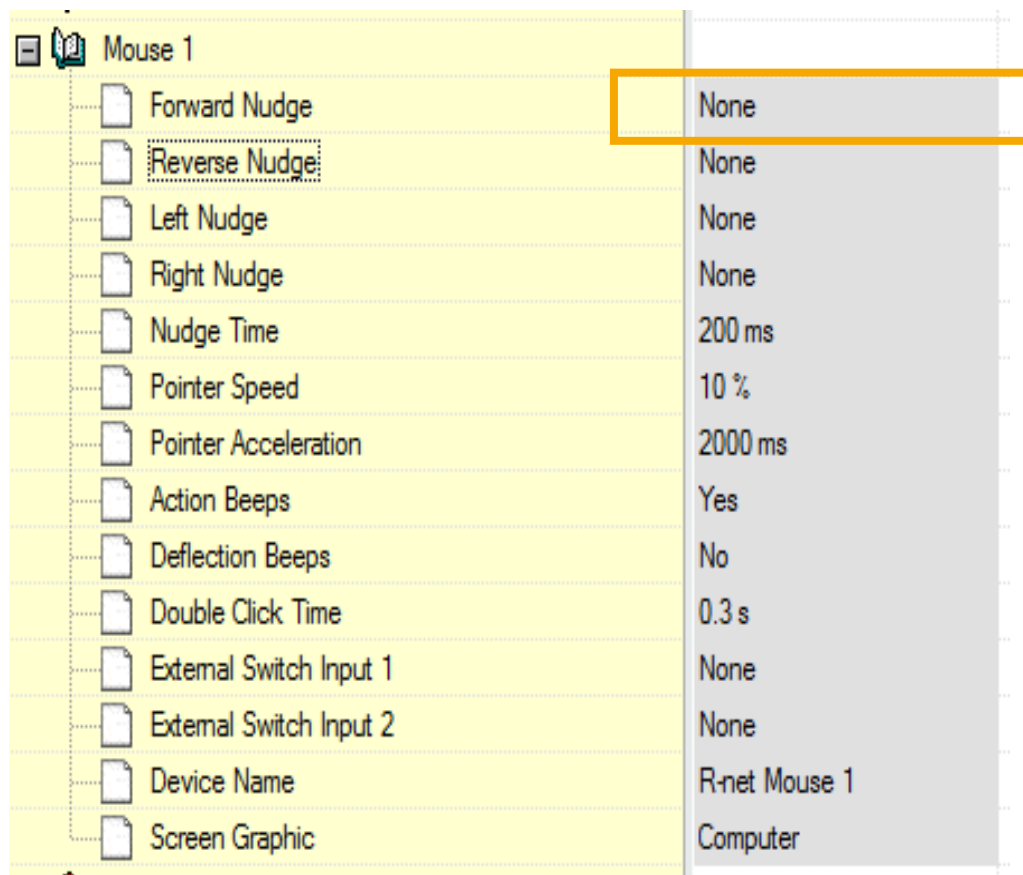 Mouse 1
Forward Nudge None
Reverse Nudge None
Left Nudge None
Right Nudge None
Nudge Time 200 ms
Pointer Speed 10 %
Pointer Acceleration 2000 ms
Action Beeps Yes
Deflection Beeps No
Double Click Time 0.3 s
External Switch Input 1 None
External Switch Input 2 None
Device Name R-net Mouse 1
Screen Graphic Computer